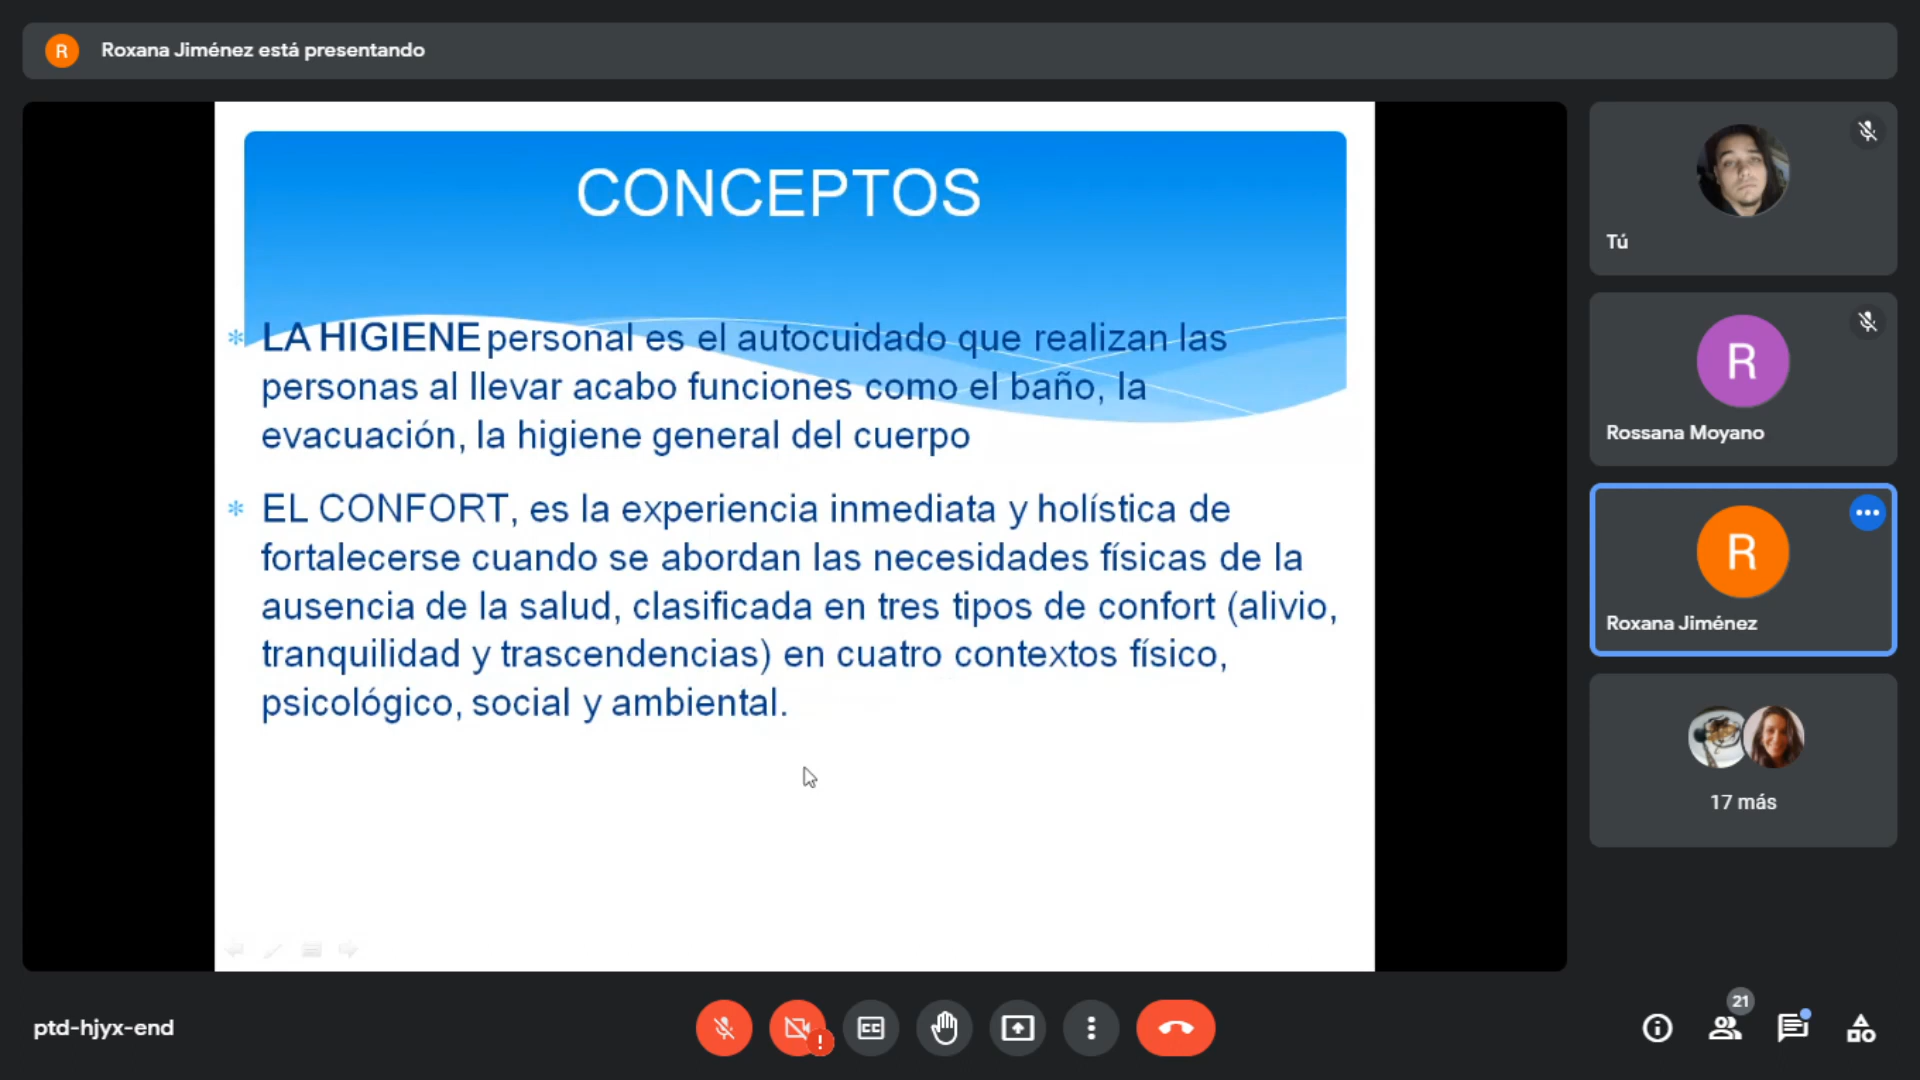 R
Roxana Jiménez está presentando
CONCEPTOS
* LA HIGIENE personal es el autocuidado que realizan las
personas al llevar acabo funciones como el baño, la
evacuación, la higiene general del cuerpo
* EL CONFORT, es la experiencia inmediata y holística de
fortalecerse cuando se abordan las necesidades físicas de la
ausencia de la salud, clasificada en tres tipos de confort (alivio,
tranquilidad y trascendencias) en cuatro contextos físico,
psicológico, social y ambiental.
Tú
R
Rossana Moyano
R
Roxana Jiménez
17 más
ptd-hjyx-end
CC
!
21